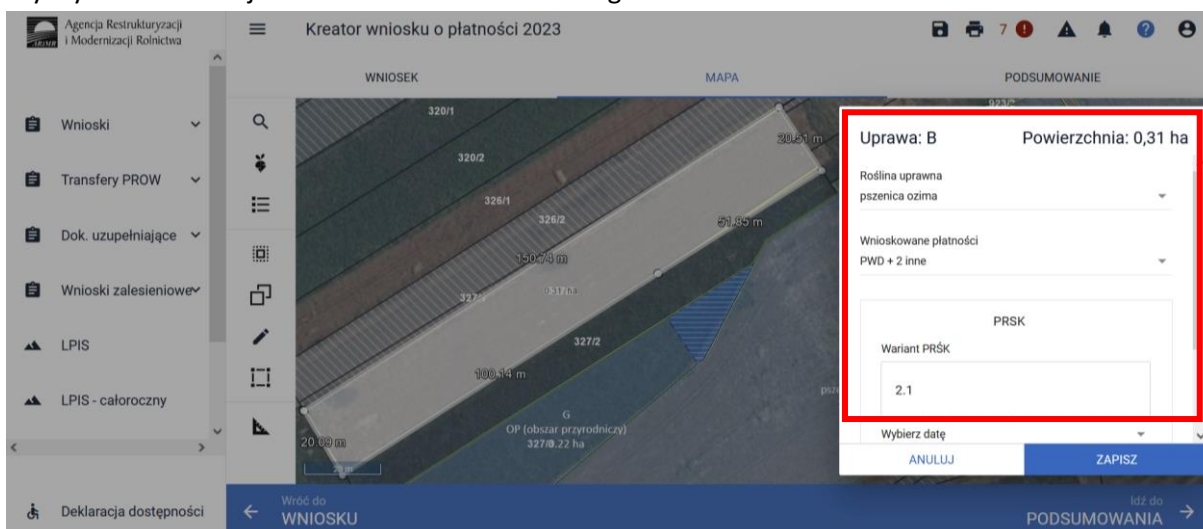 Agencja Restrukturyzacji
i Modernizacji Rolnictwa
ARiMR
Kreator wniosku o płatności 2023
7
WNIOSEK
MAPA
PODSUMOWANIE
Wnioski
Transfery PROW
Dok. uzupełniające
Wnioski zalesieniowe
LPIS
LPIS - całoroczny
Deklaracja dostępności
320/1
320/2
326/1
326/2
20.51 m
51.85 m
150.74 m
0.31 ha
327/2
100.14 m
G
OP (obszar przyrodniczy)
20.09 m
20 m
Uprawa: B
Powierzchnia: 0,31 ha
Roślina uprawna
pszenica ozima
Wnioskowane płatności
PWD + 2 inne
PRSK
Wariant PRŚK
2.1
Wybierz datę
ANULUJ
ZAPISZ
Wróć do
WNIOSKU
Idź do
PODSUMOWANIA